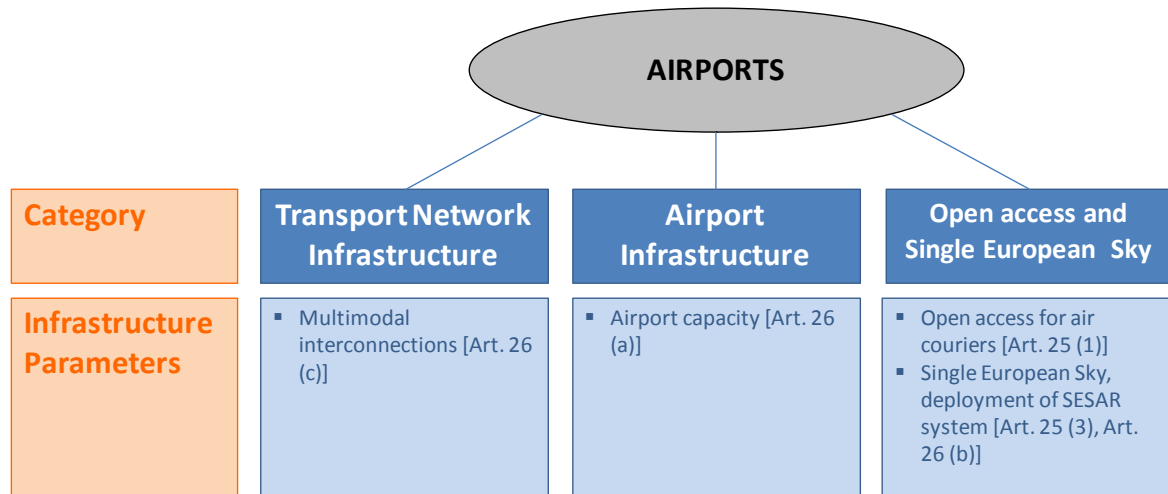 AIRPORTS
Category
Transport Network
Infrastructure
Airport
Infrastructure
Open access and
Single European Sky
Infrastructure
Parameters
▪ Multimodal
interconnections [Art. 26
(c)]
▪ Airport capacity [Art. 26
(a)]
▪ Open access for air
couriers [Art. 25 (1)]
▪ Single European Sky,
deployment of SESAR
system [Art. 25 (3), Art.
26 (b)]